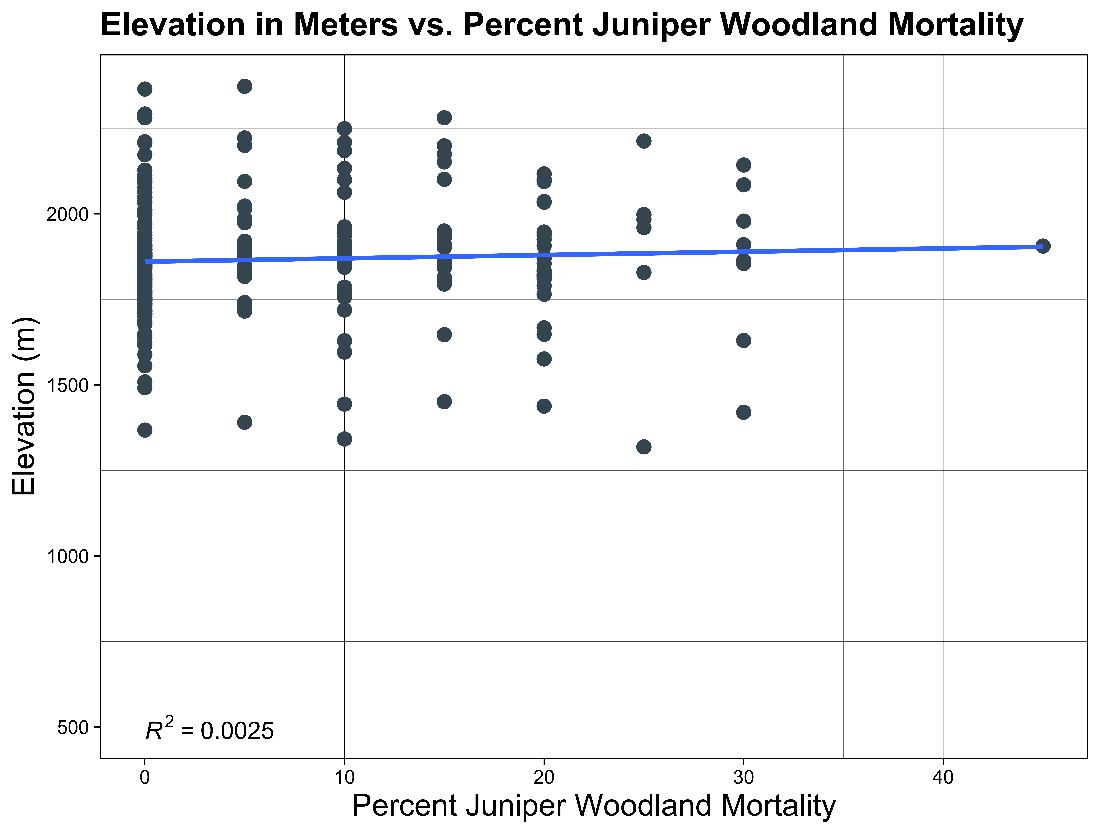 Elevation in Meters vs. Percent Juniper Woodland Mortality
Elevation (m)
2000
1500
1000
500
R² = 0.0025
0 10 20 30 40
Percent Juniper Woodland Mortality